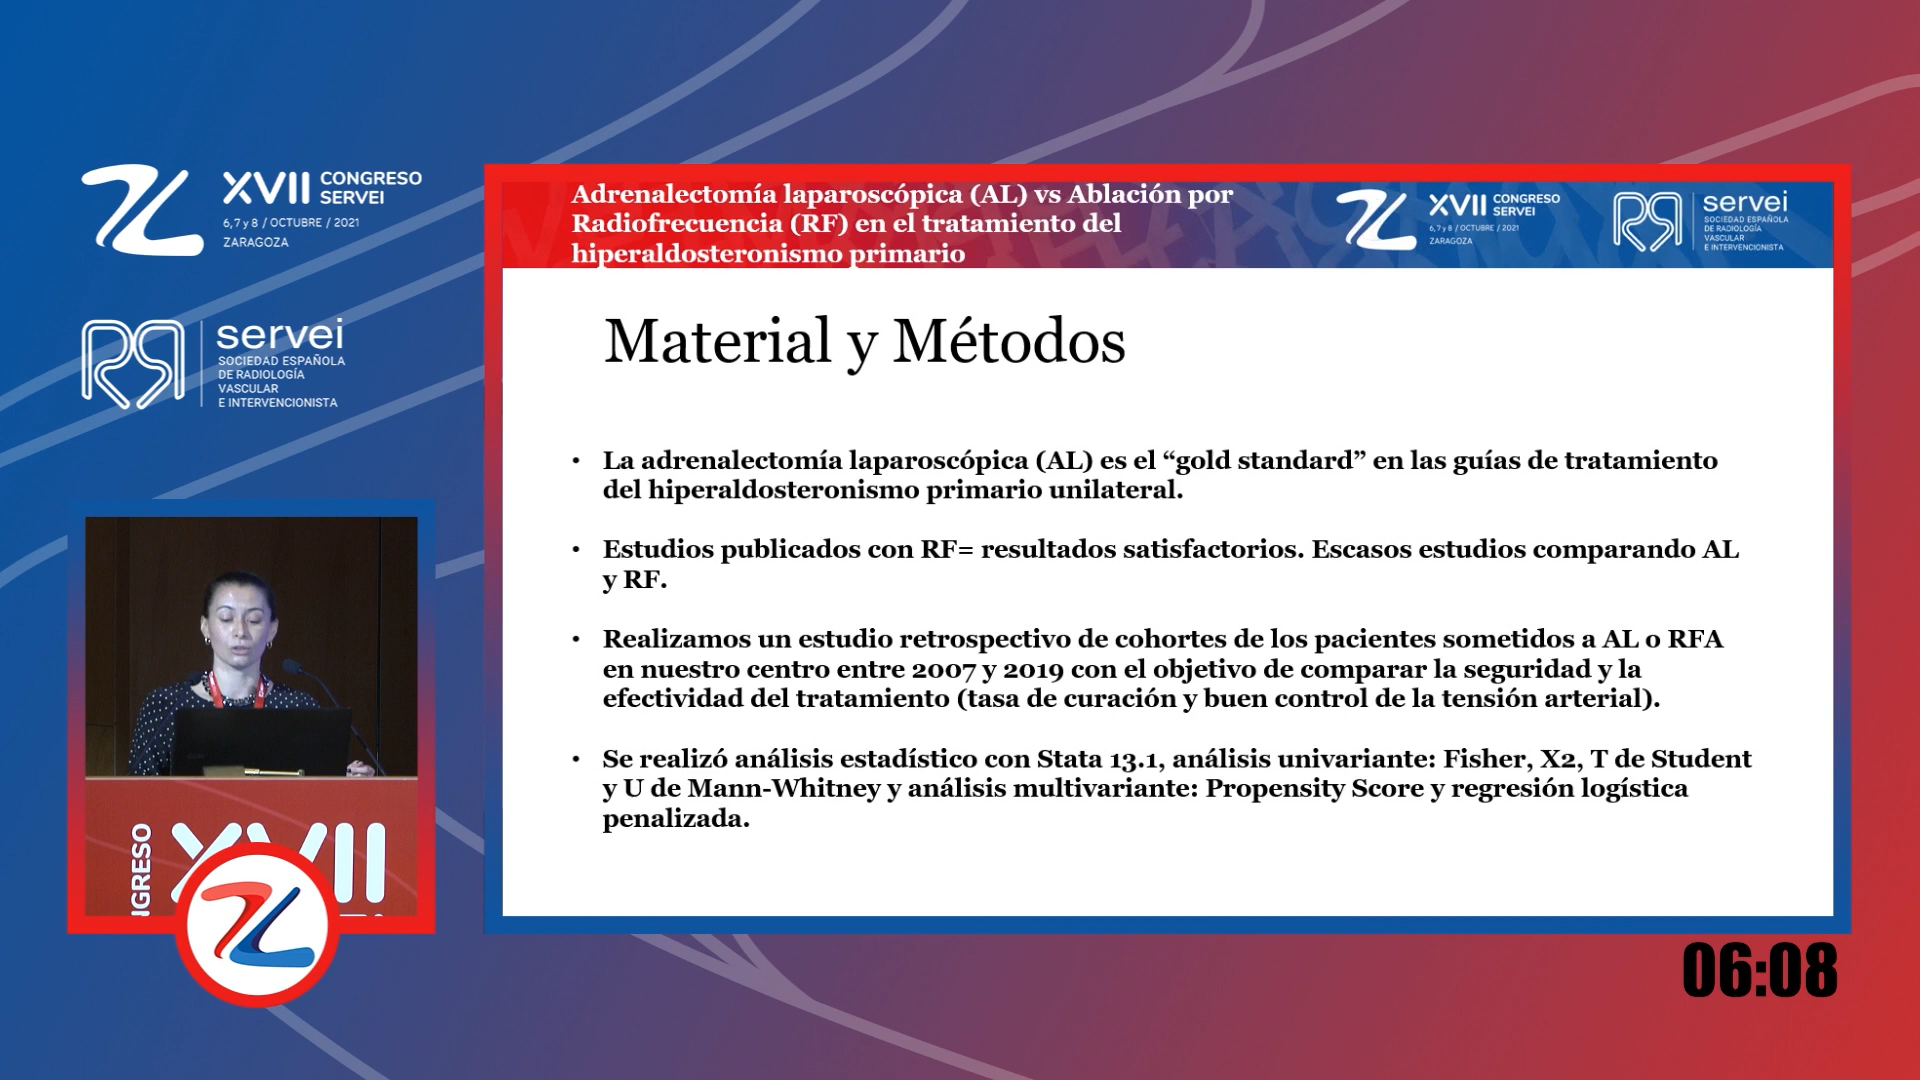 XVII CONGRESO
SERVEI
6,7 y 8 / OCTUBRE / 2021
ZARAGOZA
servei
SOCIEDAD ESPAÑOLA
DE RADIOLOGÍA
VASCULAR
E INTERVENCIONISTA
Adrenalectomía laparoscópica (AL) vs Ablación por
Radiofrecuencia (RF) en el tratamiento del
hiperaldosteronismo primario
XVII CONGRESO
SERVEI
6,7 y 8 / OCTUBRE / 2021
ZARAGOZA
servei
SOCIEDAD ESPAÑOLA
DE RADIOLOGÍA
VASCULAR
E INTERVENCIONISTA
Material y Métodos
• La adrenalectomía laparoscópica (AL) es el “gold standard” en las guías de tratamiento
del hiperaldosteronismo primario unilateral.
• Estudios publicados con RF= resultados satisfactorios. Escasos estudios comparando AL
y RF.
• Realizamos un estudio retrospectivo de cohortes de los pacientes sometidos a AL o RFA
en nuestro centro entre 2007 y 2019 con el objetivo de comparar la seguridad y la
efectividad del tratamiento (tasa de curación y buen control de la tensión arterial).
• Se realizó análisis estadístico con Stata 13.1, análisis univariante: Fisher, X2, T de Student
y U de Mann-Whitney y análisis multivariante: Propensity Score y regresión logística
penalizada.
NGRESO
XVII
06:08